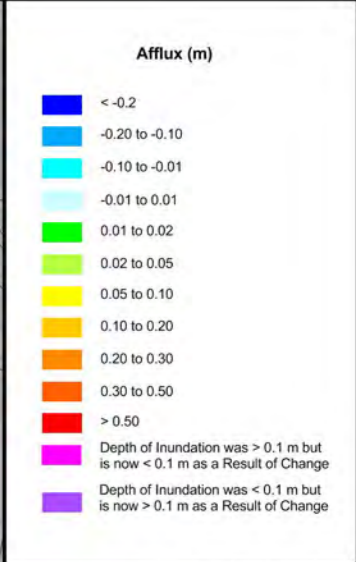 Afflux (m)
< -0.2
-0.20 to -0.10
-0.10 to -0.01
-0.01 to 0.01
0.01 to 0.02
0.02 to 0.05
0.05 to 0.10
0.10 to 0.20
0.20 to 0.30
0.30 to 0.50
> 0.50
Depth of Inundation was > 0.1 m but
is now < 0.1 m as a Result of Change
Depth of Inundation was < 0.1 m but
is now > 0.1 m as a Result of Change